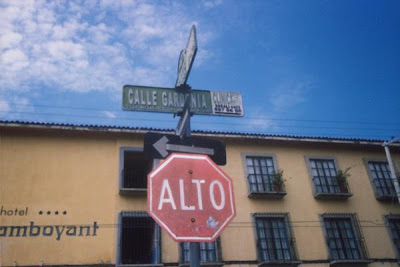 CALLE GARDENIA
ALTO
hotel ****
amboyant